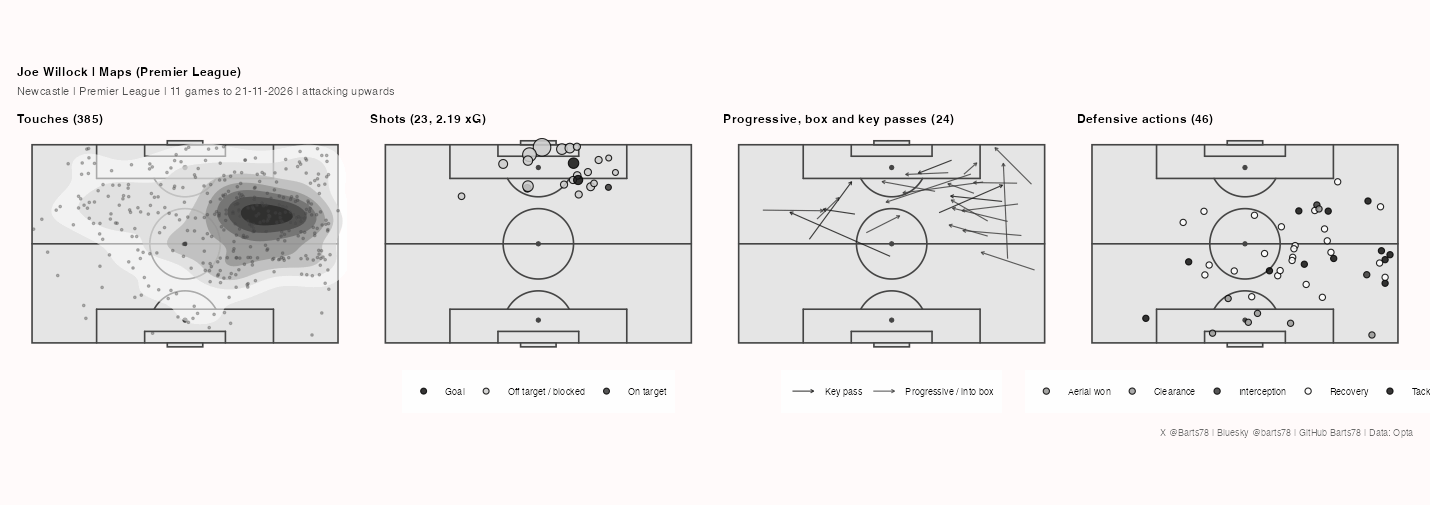 Joe Willock | Maps (Premier League)
Newcastle | Premier League | 11 games to 21-11-2026 | attacking upwards
Touches (385)
Shots (23, 2.19 xG)
Progressive, box and key passes (24)
Defensive actions (46)
Goal
Off target / blocked
On target
Key pass
Progressive / into box
Aerial won
Clearance
Interception
Recovery
Tack
X @Barts78 | Bluesky @barts78 | GitHub Barts78 | Data: Opta